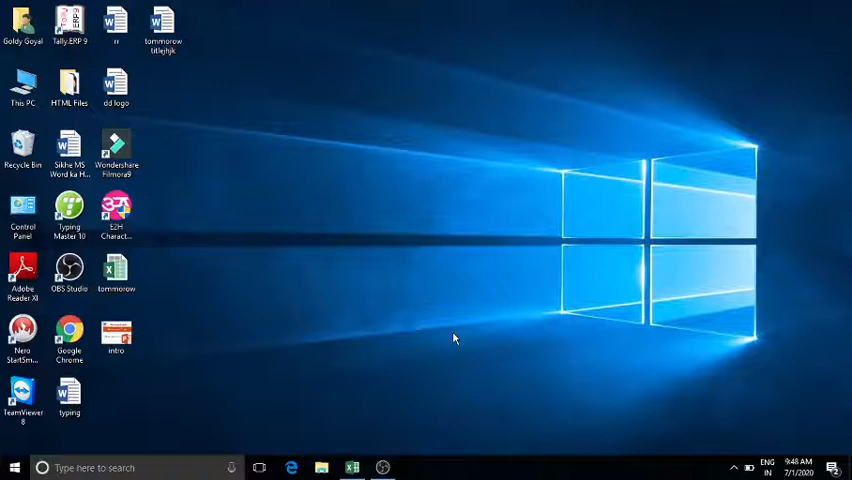 Goldy Goyal
Tally.ERP 9
rr
tommorow
titlejhjk
This PC
HTML Files
dd logo
Recycle Bin
Sikhe MS
Word ka H...
Wondershare
Filmora9
Control
Panel
Typing
Master 10
E2H
Charact...
Adobe
Reader XI
OBS Studio
tommorow
Nero
StartSm...
Google
Chrome
intro
TeamViewer
8
typing
Type here to search
ENG
IN
9:48 AM
7/1/2020
2